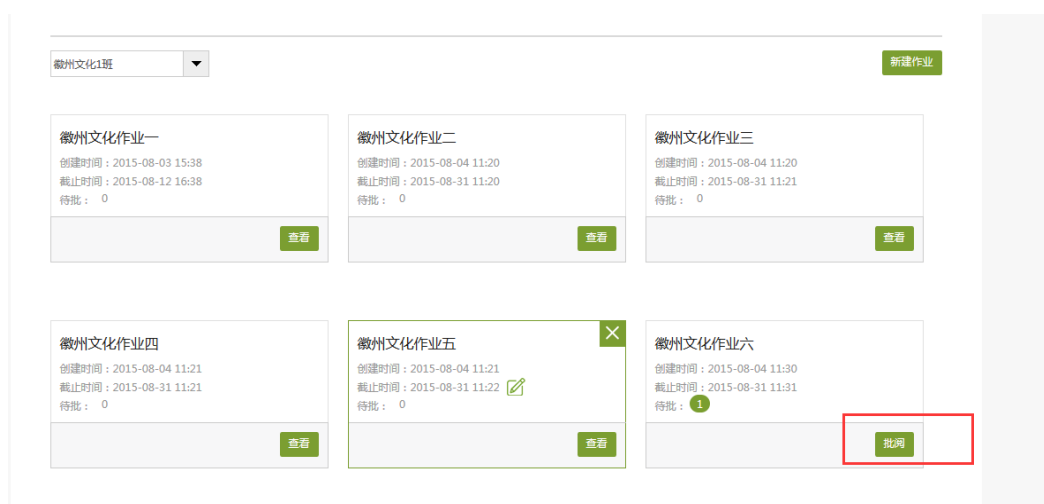 徽州文化1班
新建作业
徽州文化作业一
创建时间：2015-08-03 15:38
截止时间：2015-08-12 16:38
待批： 0
查看
徽州文化作业二
创建时间：2015-08-04 11:20
截止时间：2015-08-31 11:20
待批： 0
查看
徽州文化作业三
创建时间：2015-08-04 11:20
截止时间：2015-08-31 11:21
待批： 0
查看
徽州文化作业四
创建时间：2015-08-04 11:21
截止时间：2015-08-31 11:21
待批： 0
查看
徽州文化作业五
创建时间：2015-08-04 11:21
截止时间：2015-08-31 11:22
待批： 0
查看
徽州文化作业六
创建时间：2015-08-04 11:30
截止时间：2015-08-31 11:31
待批：1
批阅